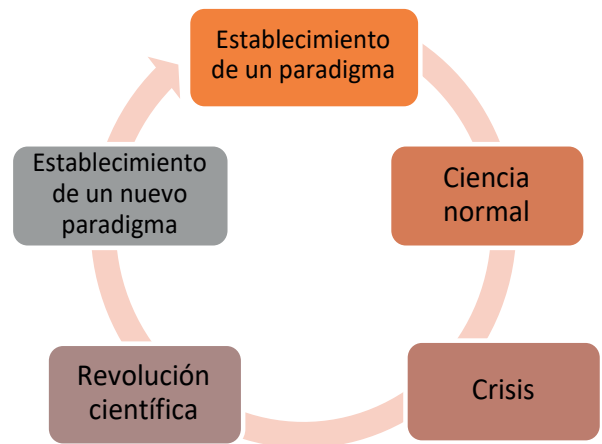 Establecimiento
de un paradigma
Ciencia
normal
Crisis
Revolución
científica
Establecimiento
de un nuevo
paradigma